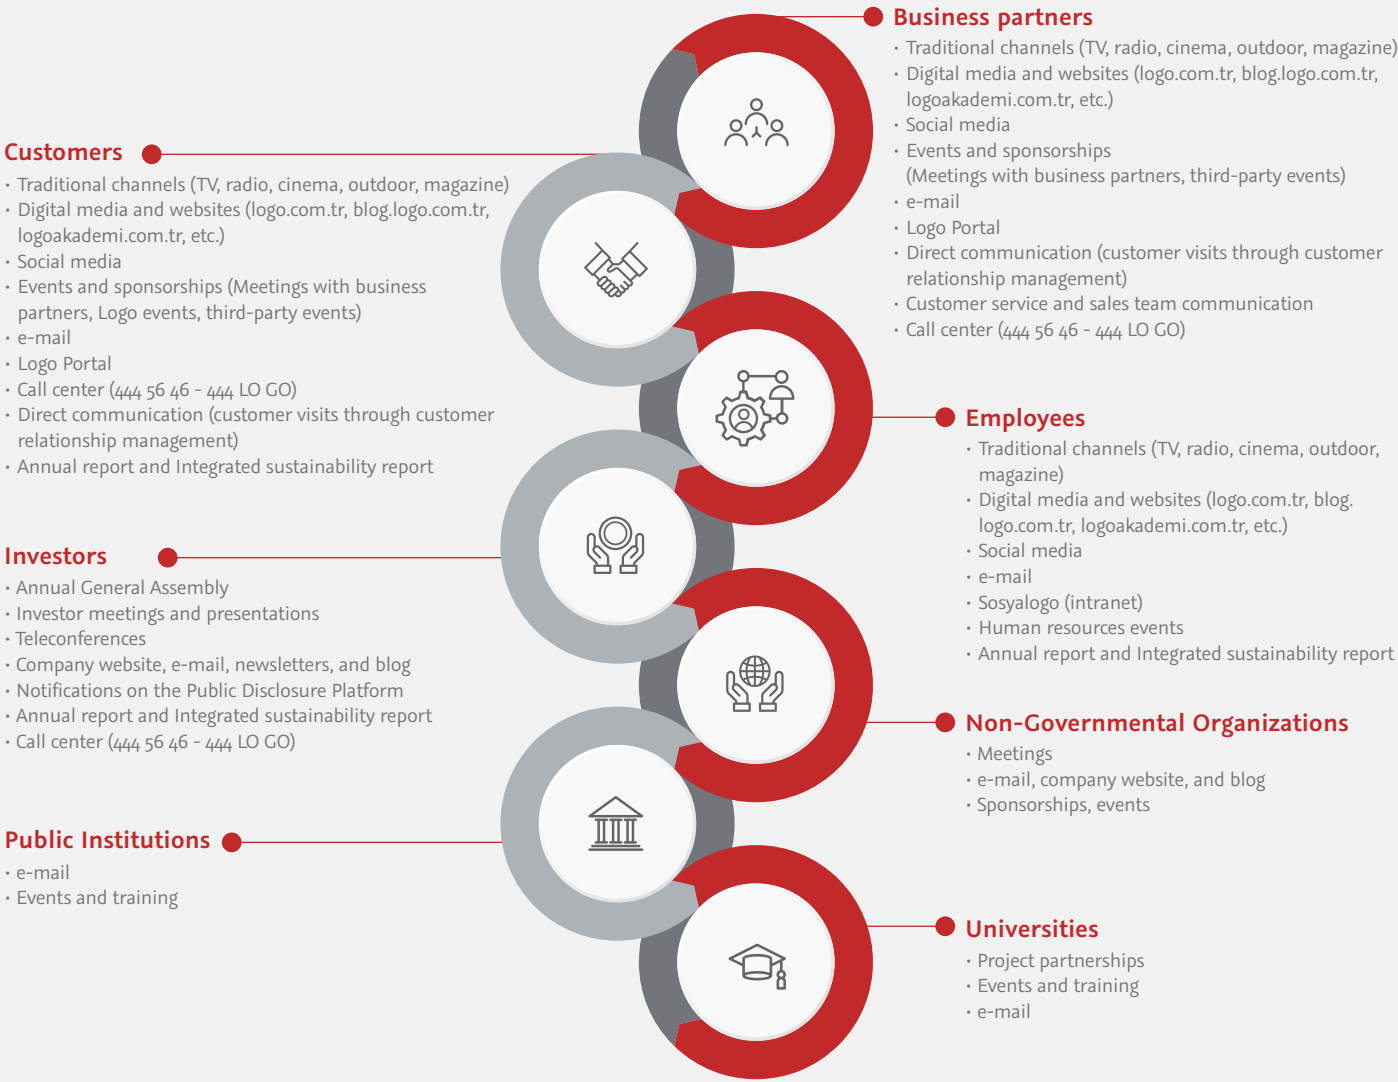 Business partners
· Traditional channels (TV, radio, cinema, outdoor, magazine)
· Digital media and websites (logo.com.tr, blog.logo.com.tr,
logoakademi.com.tr, etc.)
· Social media
· Events and sponsorships
(Meetings with business partners, third-party events)
· e-mail
· Logo Portal
· Direct communication (customer visits through customer
relationship management)
· Customer service and sales team communication
· Call center (444 56 46 - 444 LO GO)
Customers
· Traditional channels (TV, radio, cinema, outdoor, magazine)
· Digital media and websites (logo.com.tr, blog.logo.com.tr,
logoakademi.com.tr, etc.)
· Social media
· Events and sponsorships (Meetings with business
partners, Logo events, third-party events)
· e-mail
· Logo Portal
· Call center (444 56 46 - 444 LO GO)
· Direct communication (customer visits through customer
relationship management)
· Annual report and Integrated sustainability report
Employees
· Traditional channels (TV, radio, cinema, outdoor,
magazine)
· Digital media and websites (logo.com.tr, blog.
logo.com.tr, logoakademi.com.tr, etc.)
· Social media
· e-mail
· Sosyalogo (intranet)
· Human resources events
· Annual report and Integrated sustainability report
Investors
· Annual General Assembly
· Investor meetings and presentations
· Teleconferences
· Company website, e-mail, newsletters, and blog
· Notifications on the Public Disclosure Platform
· Annual report and Integrated sustainability report
· Call center (444 56 46 - 444 LO GO)
Non-Governmental Organizations
· Meetings
· e-mail, company website, and blog
· Sponsorships, events
Public Institutions
· e-mail
· Events and training
Universities
· Project partnerships
· Events and training
· e-mail